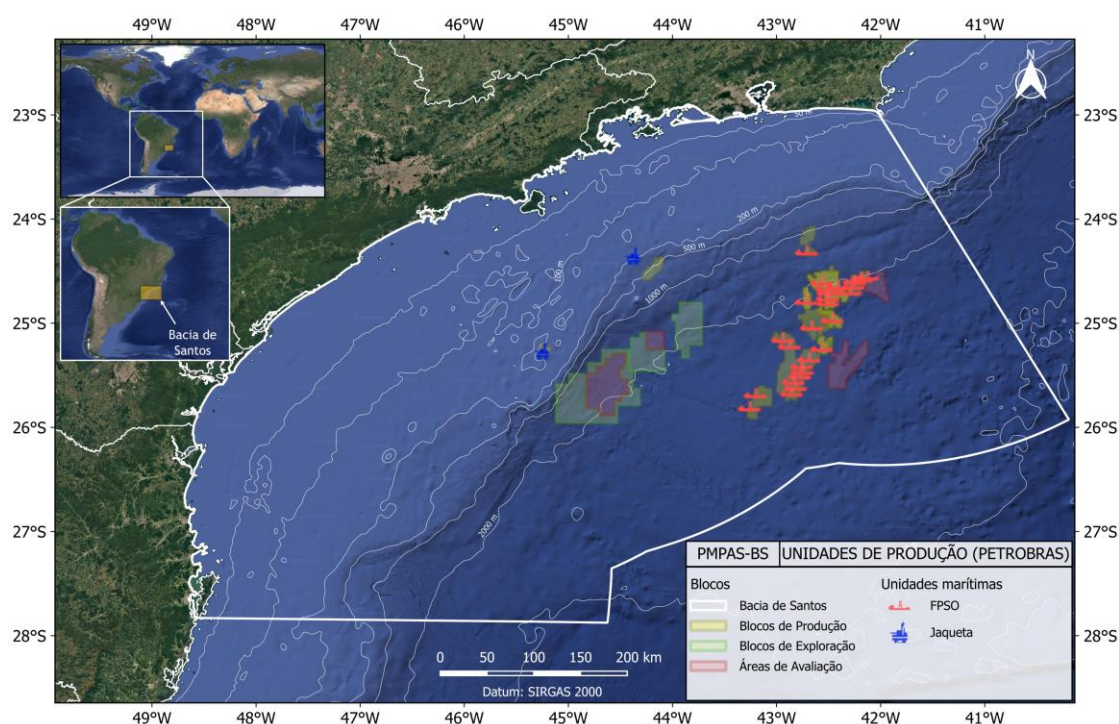 49°W 48°W 47°W 46°W 45°W 44°W 43°W 42°W 41°W
N
23°S 23°S
50 m
24°S 24°S
200 m
500 m
100 m
1000 m
25°S 25°S
Bacia de
Santos
26°S 26°S
27°S 27°S
2000 m
28°S 28°S
PMPAS-BS UNIDADES DE PRODUÇÃO (PETROBRAS)
Blocos Unidades marítimas
Bacia de Santos FPSO
Blocos de Produção Jaqueta
Blocos de Exploração
Áreas de Avaliação
0 50 100 150 200 km
Datum: SIRGAS 2000
49°W 48°W 47°W 46°W 45°W 44°W 43°W 42°W 41°W